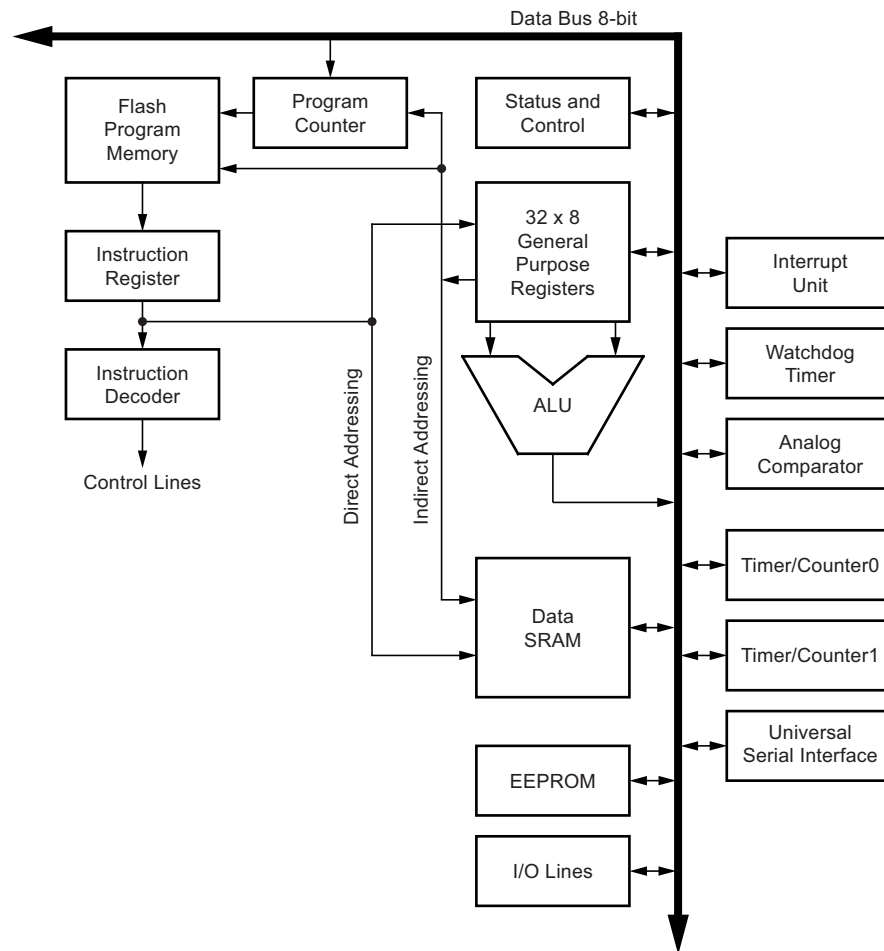 Data Bus 8-bit
Flash
Program
Memory
Program
Counter
Status and
Control
32 x 8
General
Purpose
Registers
Instruction
Register
Interrupt
Unit
Instruction
Decoder
Watchdog
Timer
ALU
Analog
Comparator
Control Lines
Direct Addressing
Indirect Addressing
Timer/Counter0
Data
SRAM
Timer/Counter1
Universal
Serial Interface
EEPROM
I/O Lines